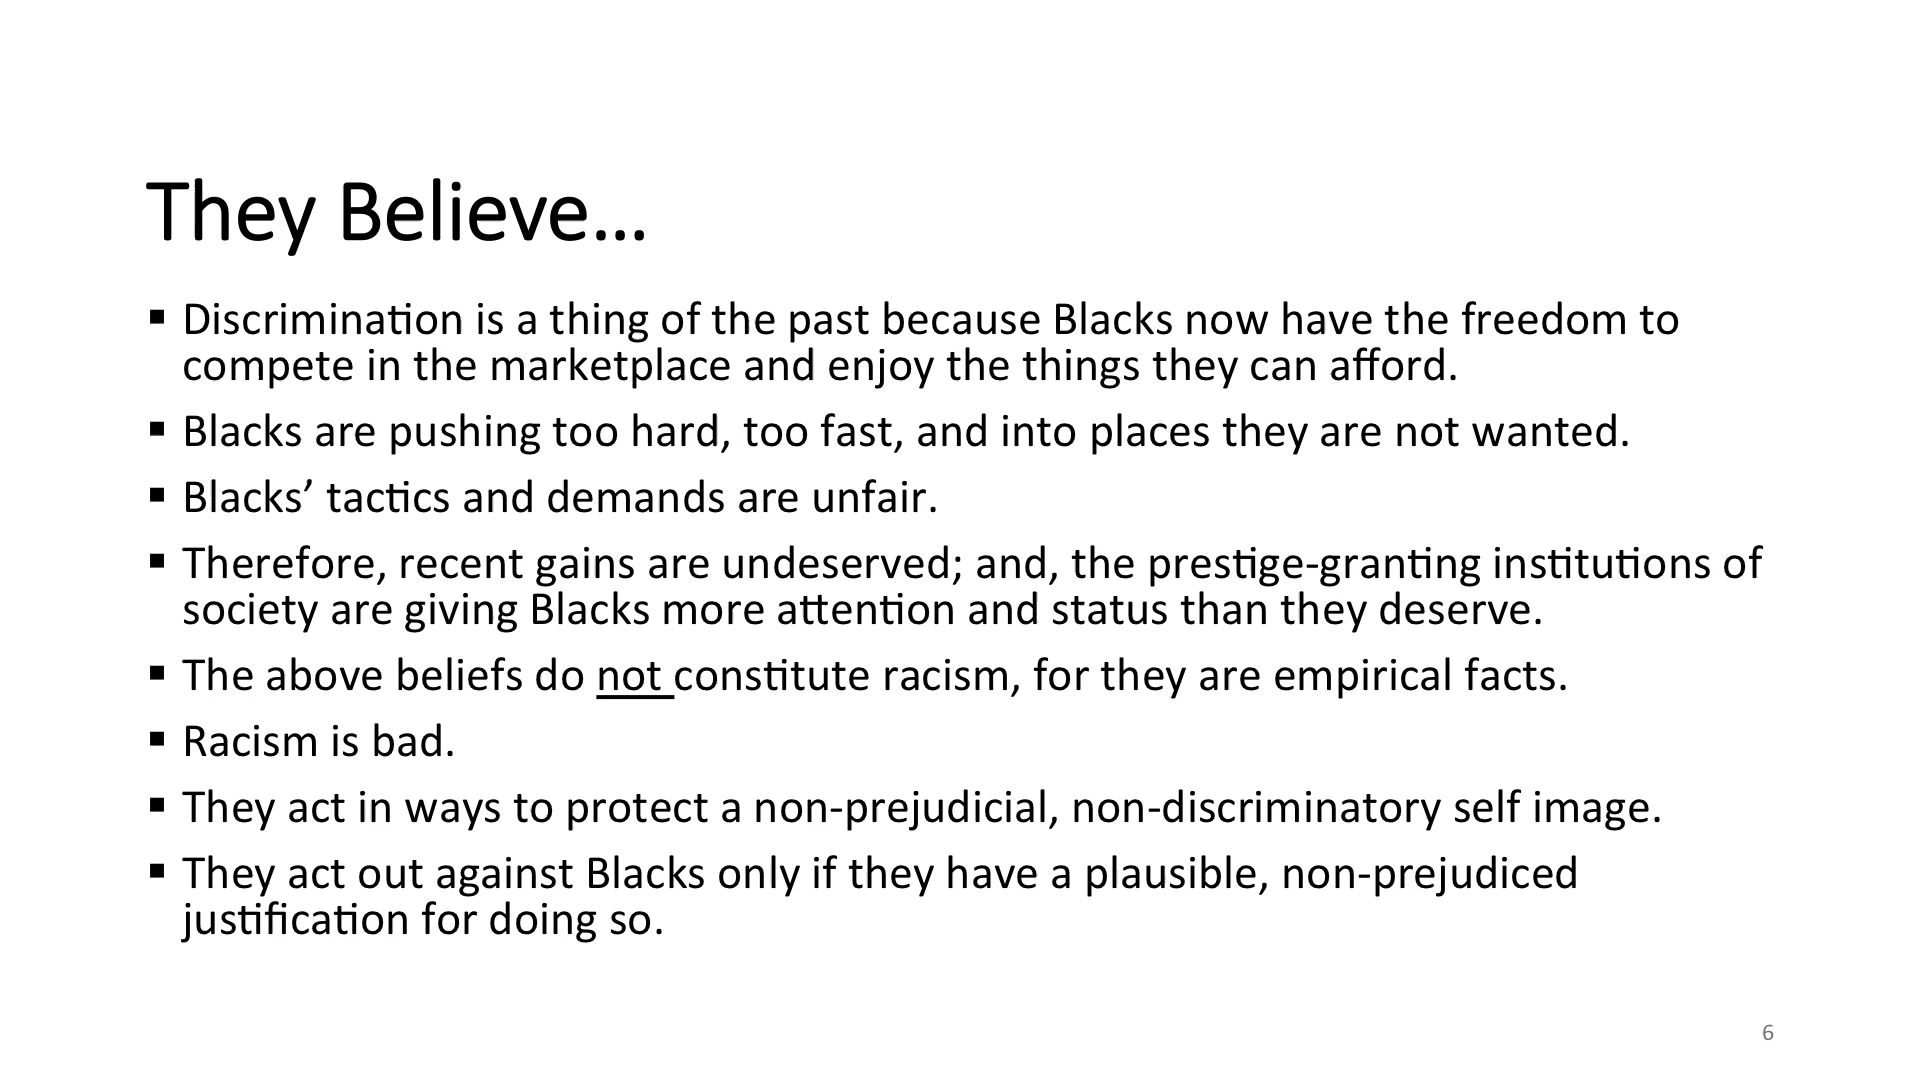 They Believe…
▪ Discrimination is a thing of the past because Blacks now have the freedom to
compete in the marketplace and enjoy the things they can afford.
▪ Blacks are pushing too hard, too fast, and into places they are not wanted.
▪ Blacks’ tactics and demands are unfair.
▪ Therefore, recent gains are undeserved; and, the prestige-granting institutions of
society are giving Blacks more attention and status than they deserve.
▪ The above beliefs do not constitute racism, for they are empirical facts.
▪ Racism is bad.
▪ They act in ways to protect a non-prejudicial, non-discriminatory self image.
▪ They act out against Blacks only if they have a plausible, non-prejudiced
justification for doing so.
6